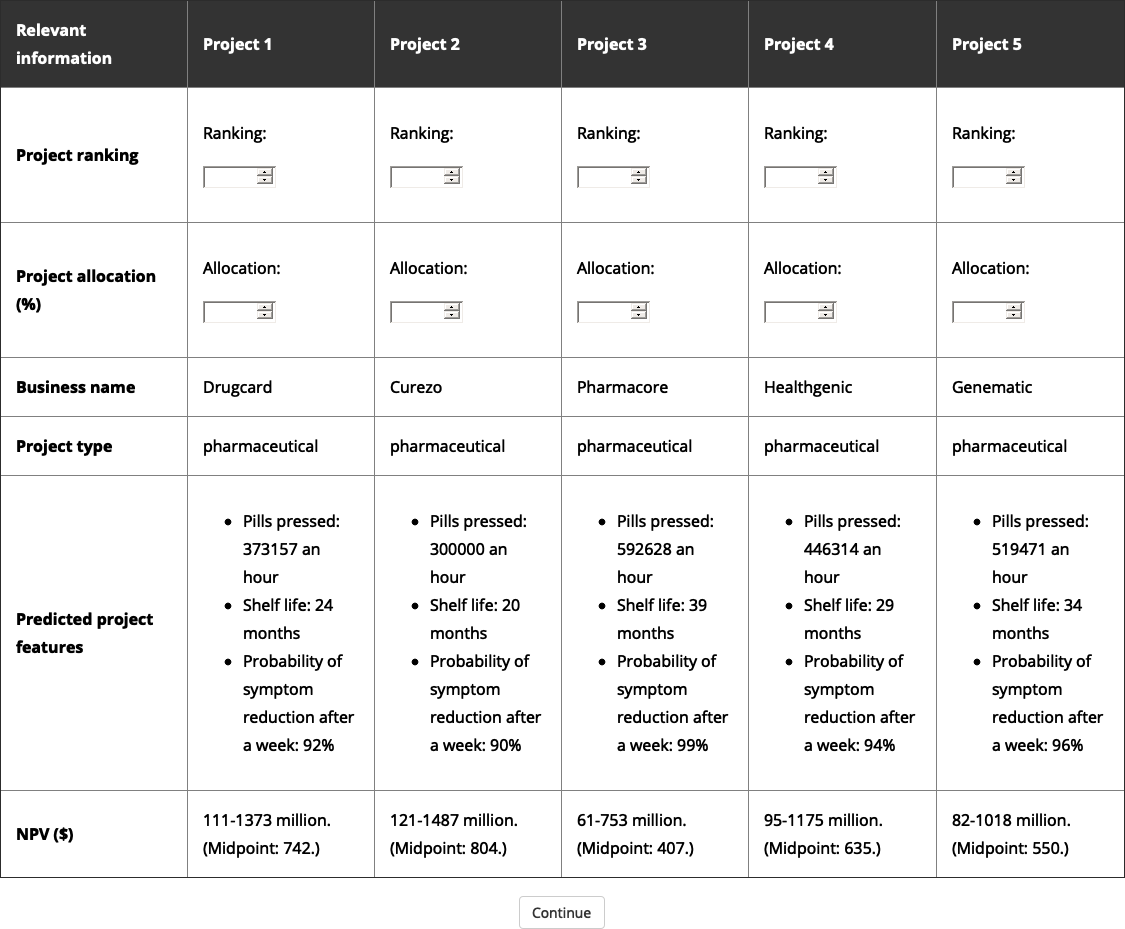 Relevant
information
Project 1
Project 2
Project 3
Project 4
Project 5
Project ranking
Ranking:
Ranking:
Ranking:
Ranking:
Ranking:
Project allocation
(%)
Allocation:
Allocation:
Allocation:
Allocation:
Allocation:
Business name
Drugcard
Curezo
Pharmacore
Healthgenic
Genematic
Project type
pharmaceutical
pharmaceutical
pharmaceutical
pharmaceutical
pharmaceutical
Predicted project
features
• Pills pressed:
373157 an
hour
• Shelf life: 24
months
• Probability of
symptom
reduction after
a week: 92%
• Pills pressed:
300000 an
hour
• Shelf life: 20
months
• Probability of
symptom
reduction after
a week: 90%
• Pills pressed:
592628 an
hour
• Shelf life: 39
months
• Probability of
symptom
reduction after
a week: 99%
• Pills pressed:
446314 an
hour
• Shelf life: 29
months
• Probability of
symptom
reduction after
a week: 94%
• Pills pressed:
519471 an
hour
• Shelf life: 34
months
• Probability of
symptom
reduction after
a week: 96%
NPV ($)
111-1373 million.
(Midpoint: 742.)
121-1487 million.
(Midpoint: 804.)
61-753 million.
(Midpoint: 407.)
95-1175 million.
(Midpoint: 635.)
82-1018 million.
(Midpoint: 550.)
Continue